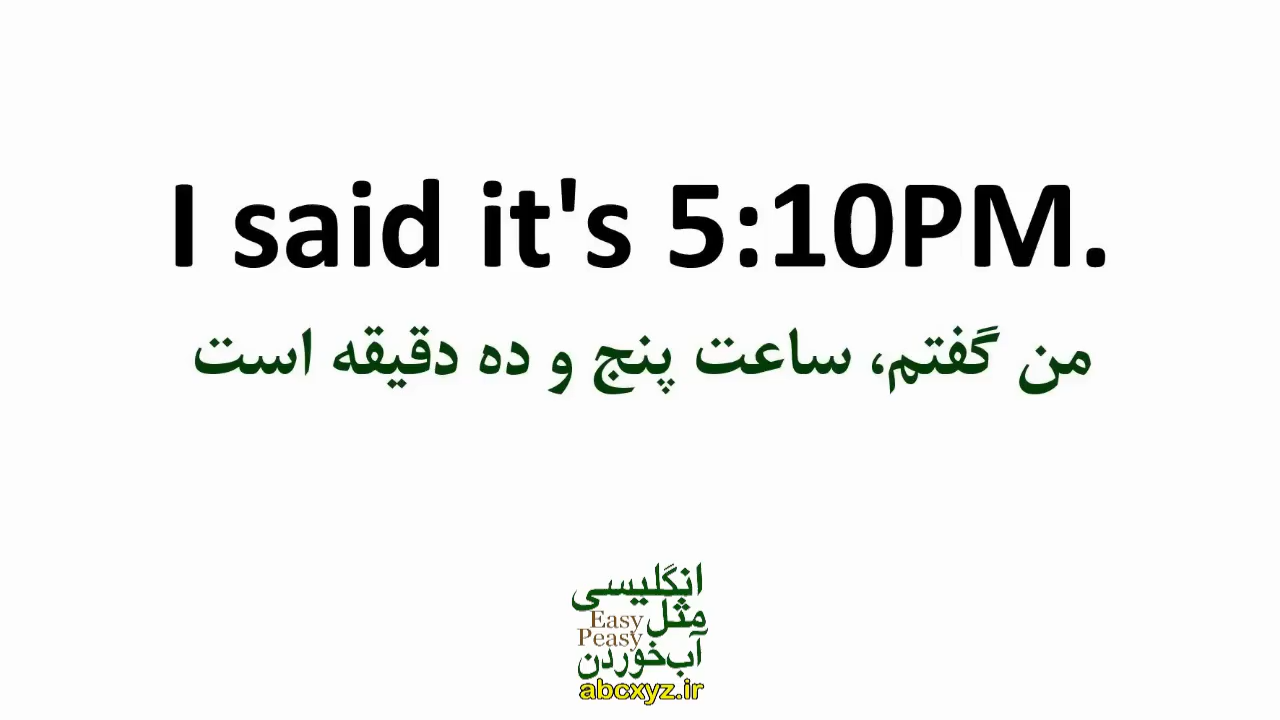 I said it's 5:10PM.
من گفتم، ساعت پنج و ده دقیقه است
انگلیسی
مثل Easy
Peasy
آب‌خوردن
abcxyz.ir